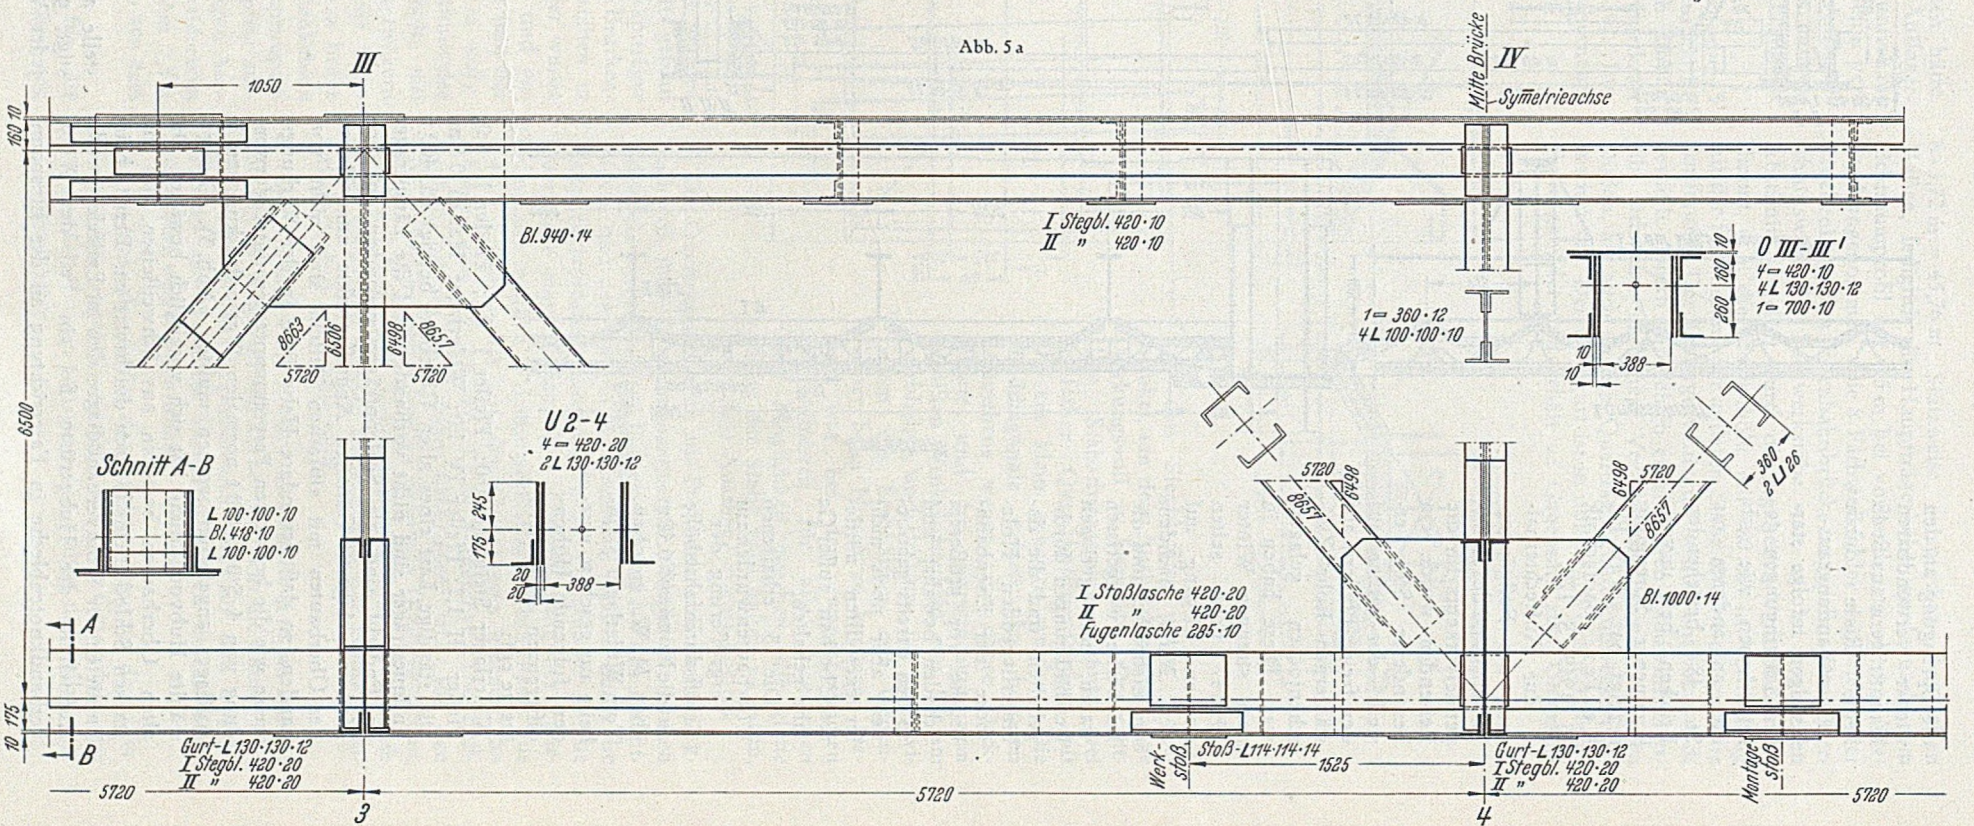 Abb. 5a
III
Mitte Brücke
IV
Sym̅etrieachse
1050
160 10
Bl. 940·14
I Stegbl. 420·10
II " 420·10
O III-III'
4 = 420·10
4 L 130·130·12
1 = 700·10
10
160
260
10
10
388
1 = 360·12
4 L 100·100·10
8663
6506
5720
6498
8657
5720
6500
U 2-4
4 = 420·20
2 L 130·130·12
245
175
20
20
388
Schnitt A-B
L 100·100·10
Bl. 418·10
L 100·100·10
5720
6498
8657
6498
5720
8657
360
2 ⊔ 26
I Stoßlasche 420·20
II " 420·20
Fugenlasche 285·10
Bl. 1000·14
A
B
10 175
Gurt-L 130·130·12
I Stegbl. 420·20
II " 420·20
Werk-
stoß
Stoß-L 114·114·14
1525
Gurt-L 130·130·12
I Stegbl. 420·20
II " 420·20
Montage-
stoß
5720
5720
5720
3
4